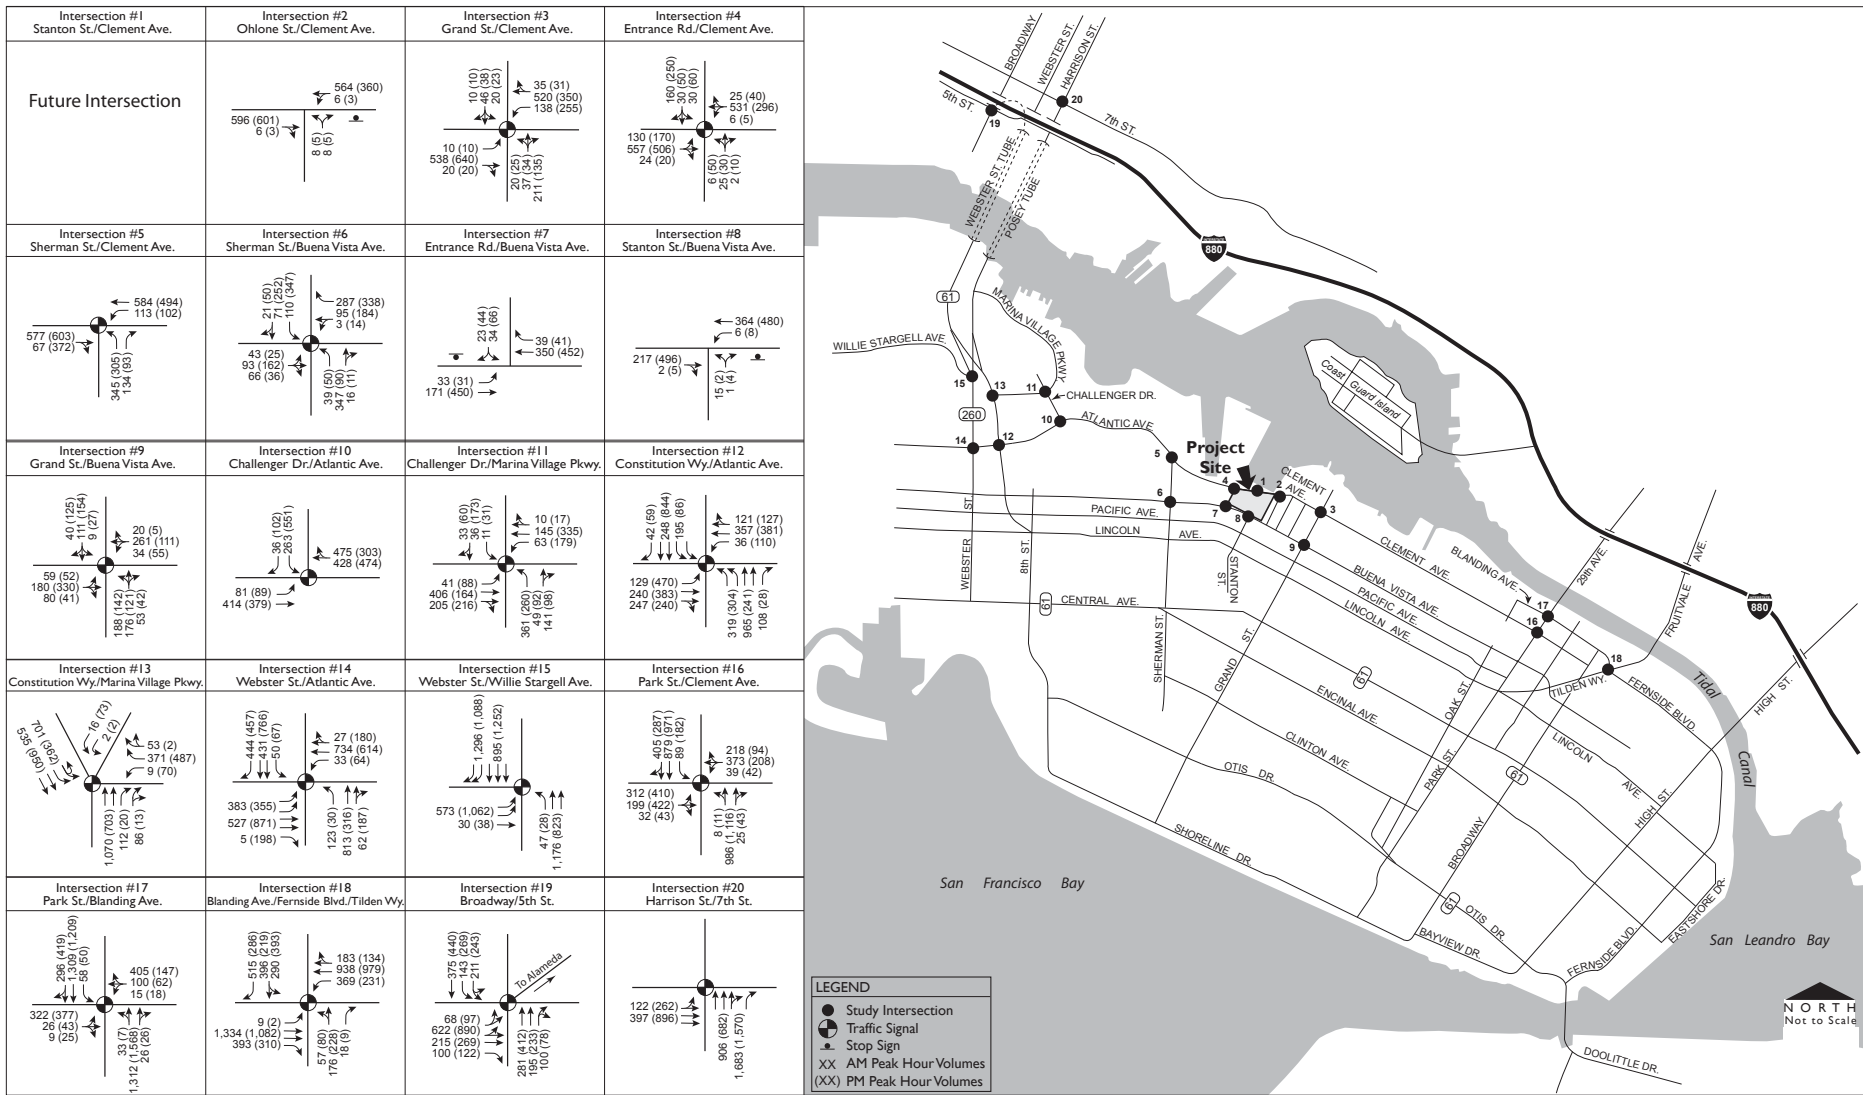 Intersection #1
Stanton St./Clement Ave.
Future Intersection
Intersection #2
Ohlone St./Clement Ave.
564 (360)
6 (3)
596 (601)
6 (3)
8 (5)
8 (5)
Intersection #3
Grand St./Clement Ave.
10 (10)
46 (38)
20 (23)
35 (31)
520 (350)
138 (255)
10 (10)
538 (640)
20 (20)
20 (25)
37 (34)
211 (135)
Intersection #4
Entrance Rd./Clement Ave.
160 (250)
30 (50)
30 (60)
25 (40)
531 (296)
6 (5)
130 (170)
557 (506)
24 (20)
6 (50)
25 (30)
2 (10)
Intersection #5
Sherman St./Clement Ave.
584 (494)
113 (102)
577 (603)
67 (372)
345 (305)
134 (93)
Intersection #6
Sherman St./Buena Vista Ave.
21 (50)
71 (252)
110 (347)
287 (338)
95 (184)
3 (14)
43 (25)
93 (162)
66 (36)
39 (50)
347 (90)
16 (11)
Intersection #7
Entrance Rd./Buena Vista Ave.
23 (44)
34 (66)
39 (41)
350 (452)
33 (31)
171 (450)
Intersection #8
Stanton St./Buena Vista Ave.
364 (480)
6 (8)
217 (496)
2 (5)
15 (2)
1 (4)
Intersection #9
Grand St./Buena Vista Ave.
40 (125)
111 (154)
9 (27)
20 (5)
261 (111)
34 (55)
59 (52)
180 (330)
80 (41)
188 (142)
176 (121)
53 (42)
Intersection #10
Challenger Dr./Atlantic Ave.
36 (102)
263 (551)
475 (303)
428 (474)
81 (89)
414 (379)
Intersection #11
Challenger Dr./Marina Village Pkwy.
33 (60)
36 (173)
11 (31)
10 (17)
145 (335)
63 (179)
41 (88)
406 (164)
205 (216)
361 (260)
49 (92)
141 (98)
Intersection #12
Constitution Wy./Atlantic Ave.
42 (59)
248 (844)
195 (86)
121 (127)
357 (381)
36 (110)
129 (470)
240 (383)
247 (240)
319 (304)
965 (241)
108 (28)
Intersection #13
Constitution Wy./Marina Village Pkwy.
701 (362)
535 (950)
16 (73)
2 (2)
53 (2)
371 (487)
9 (70)
1,070 (703)
112 (20)
86 (13)
Intersection #14
Webster St./Atlantic Ave.
444 (457)
431 (766)
50 (67)
27 (180)
734 (614)
33 (64)
383 (355)
527 (871)
5 (198)
123 (30)
813 (316)
62 (187)
Intersection #15
Webster St./Willie Stargell Ave.
1,296 (1,088)
895 (1,252)
573 (1,062)
30 (38)
47 (28)
1,176 (823)
Intersection #16
Park St./Clement Ave.
405 (287)
879 (971)
89 (182)
218 (94)
373 (208)
39 (42)
312 (410)
199 (422)
32 (43)
8 (11)
986 (1,116)
25 (43)
Intersection #17
Park St./Blanding Ave.
296 (419)
1,309 (1,209)
58 (50)
405 (147)
100 (62)
15 (18)
322 (377)
26 (43)
9 (25)
33 (7)
1,312 (1,568)
26 (26)
Intersection #18
Blanding Ave./Fernside Blvd./Tilden Wy.
515 (286)
396 (219)
290 (393)
183 (134)
938 (979)
369 (231)
9 (2)
1,334 (1,082)
393 (310)
57 (80)
176 (228)
18 (9)
Intersection #19
Broadway/5th St.
375 (440)
143 (269)
211 (243)
To Alameda
68 (97)
622 (890)
215 (269)
100 (122)
281 (412)
195 (233)
100 (78)
Intersection #20
Harrison St./7th St.
122 (262)
397 (896)
906 (682)
1,683 (1,570)
BROADWAY
WEBSTER ST.
HARRISON ST.
5th ST.
19
20
7th ST.
WEBSTER ST. TUBE
POSEY TUBE
880
61
MARINA VILLAGE PKWY.
WILLIE STARGELL AVE.
15
13
11
CHALLENGER DR.
260
10
ATLANTIC AVE.
14
12
5
Project
Site
4
1
2
CLEMENT
AVE.
6
7
8
3
9
Coast
Guard Island
PACIFIC AVE.
LINCOLN AVE.
WEBSTER ST.
8th ST.
STANTON
ST.
61
CENTRAL AVE.
SHERMAN ST.
GRAND ST.
CLEMENT AVE.
BLANDING AVE.
BUENA VISTA AVE.
PACIFIC AVE.
LINCOLN AVE.
29th AVE.
FRUITVALE AVE.
880
17
16
18
TILDEN WY.
FERNSIDE BLVD.
Tidal
Canal
HIGH ST.
61
ENCINAL AVE.
OAK ST.
CLINTON AVE.
PARK ST.
61
LINCOLN AVE.
HIGH ST.
OTIS DR.
BROADWAY
SHORELINE DR.
San Francisco Bay
61
OTIS DR.
BAYVIEW DR.
FERNSIDE BLVD.
EASTSHORE DR.
San Leandro Bay
DOOLITTLE DR.
LEGEND
Study Intersection
Traffic Signal
Stop Sign
XX AM Peak Hour Volumes
(XX) PM Peak Hour Volumes
NORTH
Not to Scale